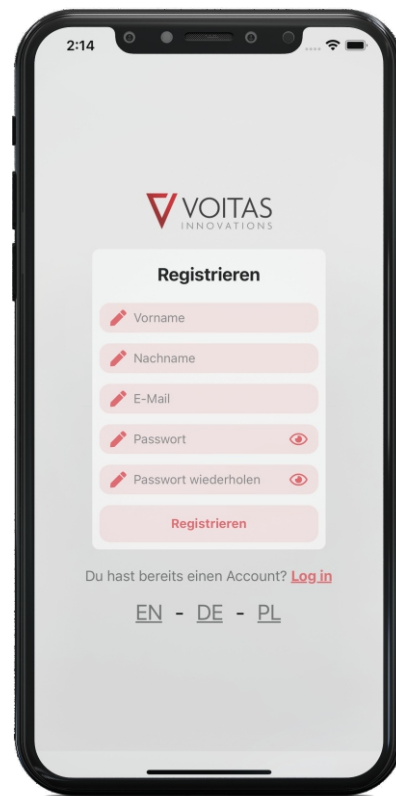 2:14
VOITAS
INNOVATIONS
Registrieren
Vorname
Nachname
E-Mail
Passwort
Passwort wiederholen
Registrieren
Du hast bereits einen Account? Log in
EN - DE - PL